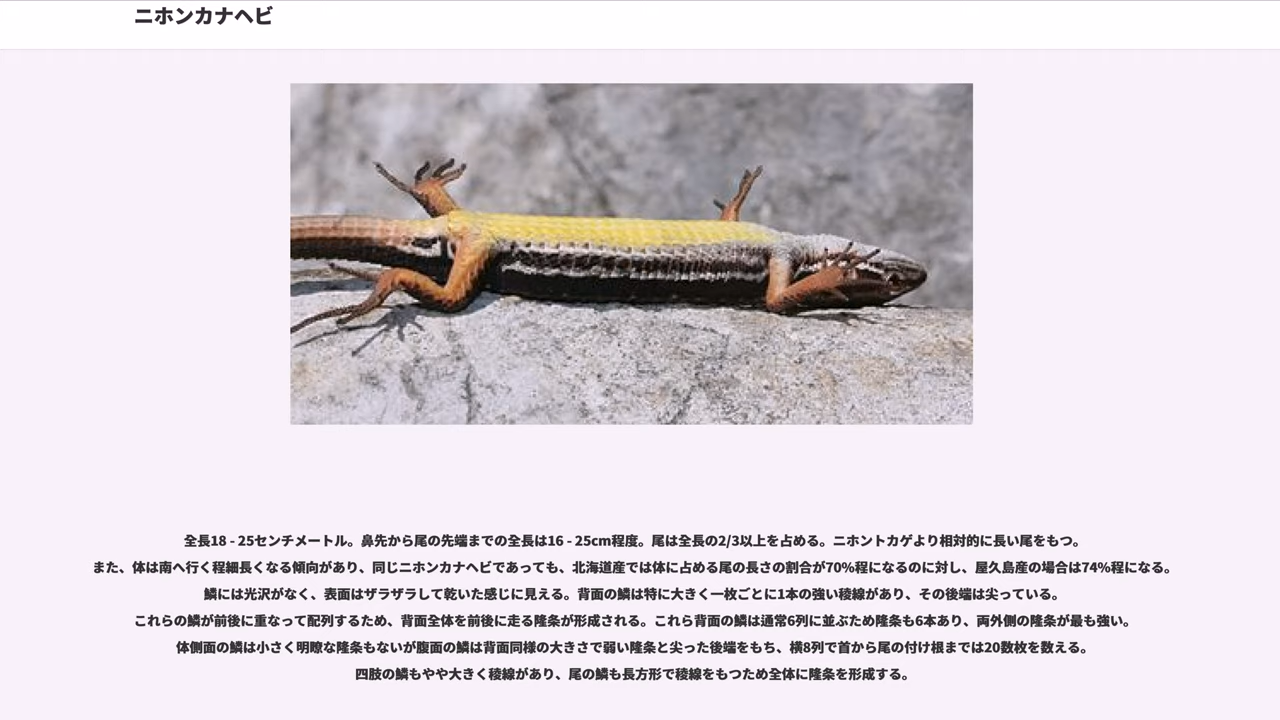 ニホンカナヘビ
全長18 - 25センチメートル。鼻先から尾の先端までの全長は16 - 25cm程度。尾は全長の2/3以上を占める。ニホントカゲより相対的に長い尾をもつ。
また、体は南へ行く程細長くなる傾向があり、同じニホンカナヘビであっても、北海道産では体に占める尾の長さの割合が70%程になるのに対し、屋久島産の場合は74%程になる。
鱗には光沢がなく、表面はザラザラして乾いた感じに見える。背面の鱗は特に大きく一枚ごとに1本の強い稜線があり、その後端は尖っている。
これらの鱗が前後に重なって配列するため、背面全体を前後に走る隆条が形成される。これら背面の鱗は通常6列に並ぶため隆条も6本あり、両外側の隆条が最も強い。
体側面の鱗は小さく明瞭な隆条もないが腹面の鱗は背面同様の大きさで弱い隆条と尖った後端をもち、横8列で首から尾の付け根までは20数枚を数える。
四肢の鱗もやや大きく稜線があり、尾の鱗も長方形で稜線をもつため全体に隆条を形成する。